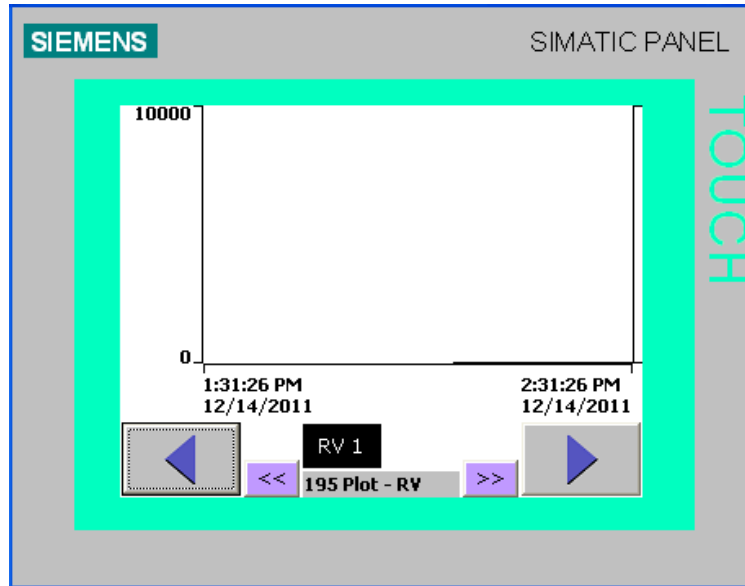 SIEMENS
SIMATIC PANEL
TOUCH
10000
0
1:31:26 PM
12/14/2011
2:31:26 PM
12/14/2011
RV 1
<<
195 Plot - RV
>>